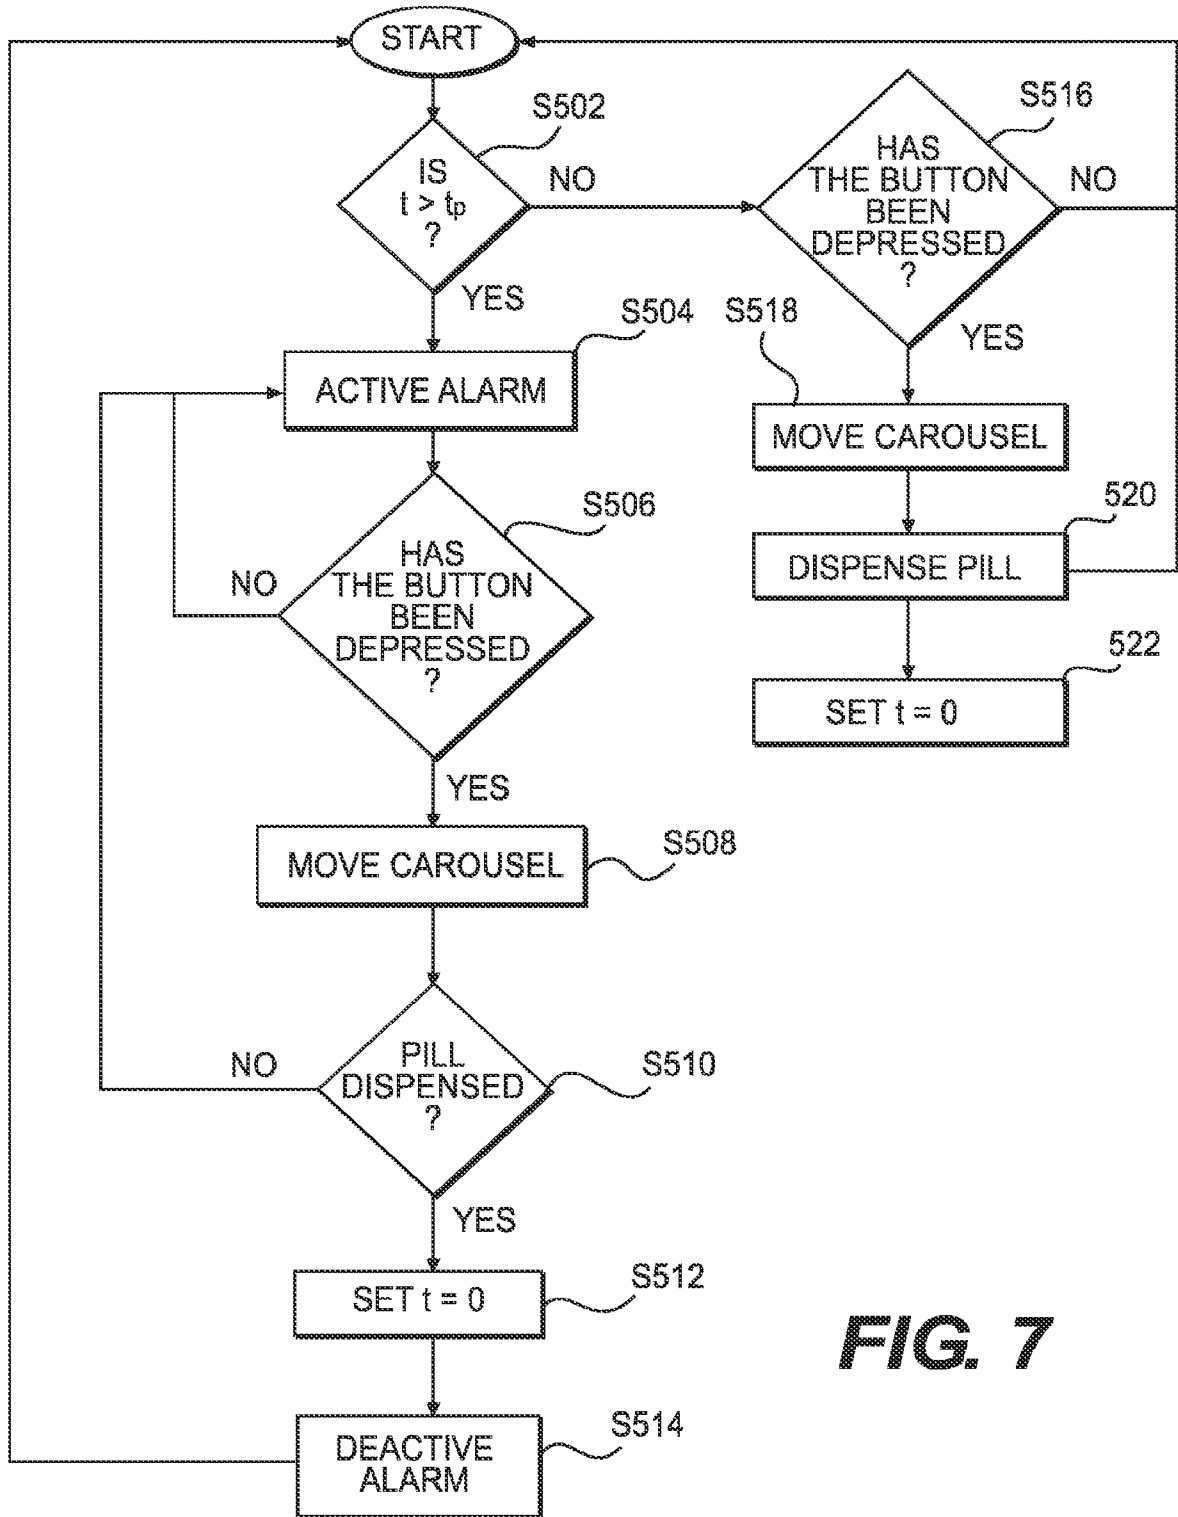 START
S502
IS
t > tp
?
NO
YES
S516
HAS
THE BUTTON
BEEN
DEPRESSED
?
NO
YES
S504
ACTIVE ALARM
S518
MOVE CAROUSEL
S506
HAS
THE BUTTON
BEEN
DEPRESSED
?
NO
YES
520
DISPENSE PILL
522
SET t = 0
S508
MOVE CAROUSEL
S510
PILL
DISPENSED
?
NO
YES
S512
SET t = 0
S514
DEACTIVE
ALARM
FIG. 7